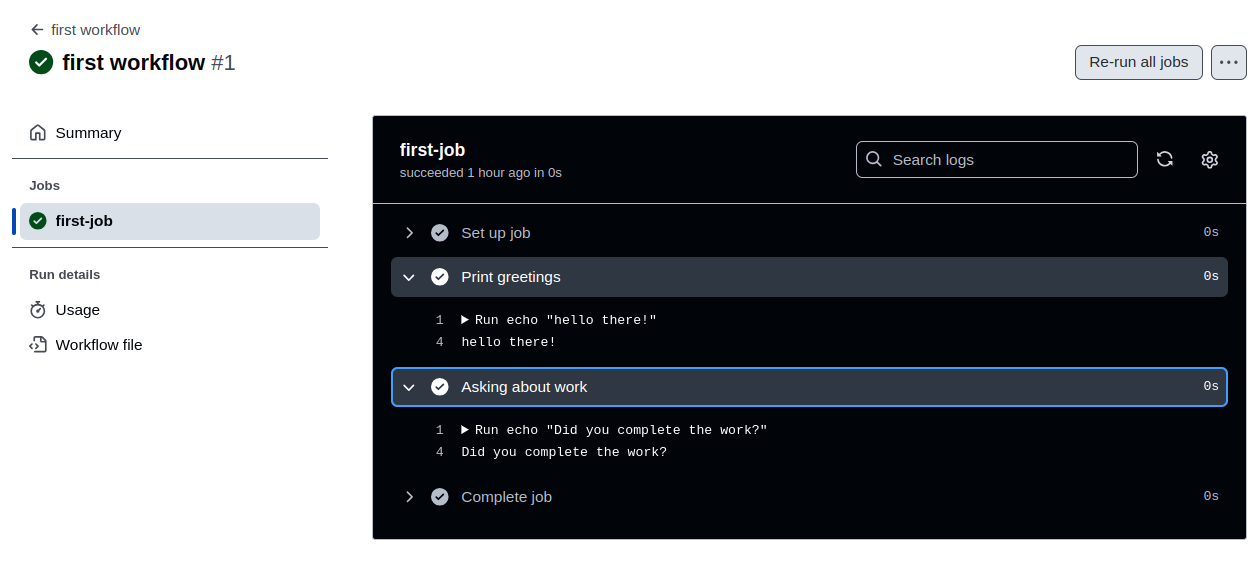 first workflow
first workflow #1
Re-run all jobs
Summary
Jobs
first-job
Run details
Usage
Workflow file
first-job
succeeded 1 hour ago in 0s
Search logs
Set up job 0s
Print greetings 0s
1 Run echo "hello there!"
4 hello there!
Asking about work 0s
1 Run echo "Did you complete the work?"
4 Did you complete the work?
Complete job 0s